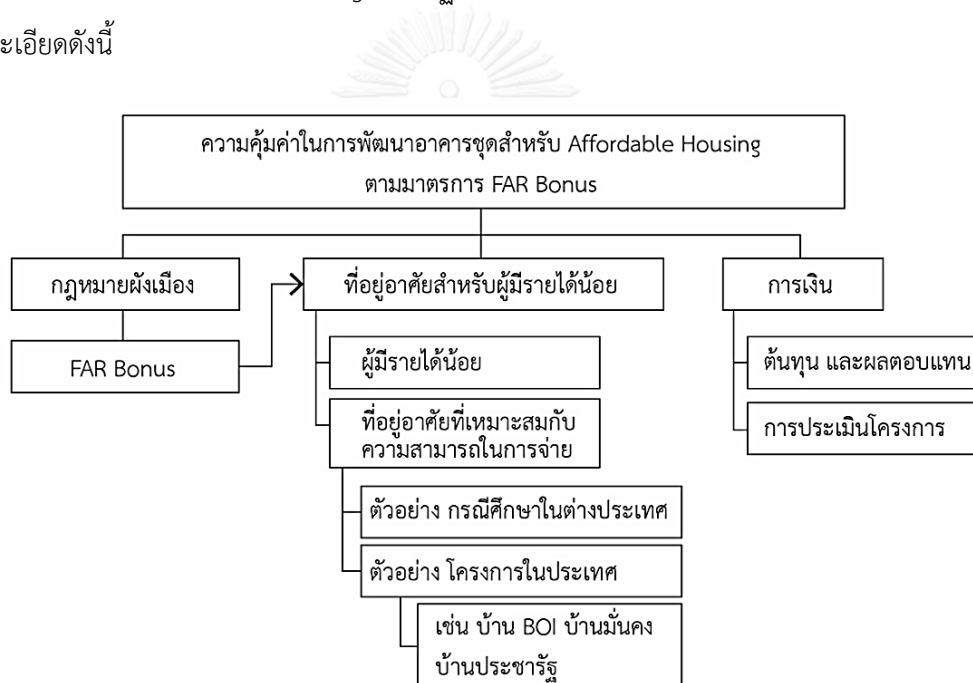 ะเอียดดังนี้
ความคุ้มค่าในการพัฒนาอาคารชุดสำหรับ Affordable Housing
ตามมาตรการ FAR Bonus
กฎหมายผังเมือง
ที่อยู่อาศัยสำหรับผู้มีรายได้น้อย
การเงิน
FAR Bonus
ผู้มีรายได้น้อย
ต้นทุน และผลตอบแทน
ที่อยู่อาศัยที่เหมาะสมกับ
ความสามารถในการจ่าย
การประเมินโครงการ
ตัวอย่าง กรณีศึกษาในต่างประเทศ
ตัวอย่าง โครงการในประเทศ
เช่น บ้าน BOI บ้านมั่นคง
บ้านประชารัฐ